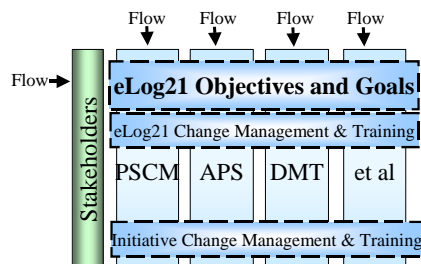 Flow Flow Flow Flow
Flow
eLog21 Objectives and Goals
eLog21 Change Management & Training
Stakeholders
PSCM APS DMT et al
Initiative Change Management & Training